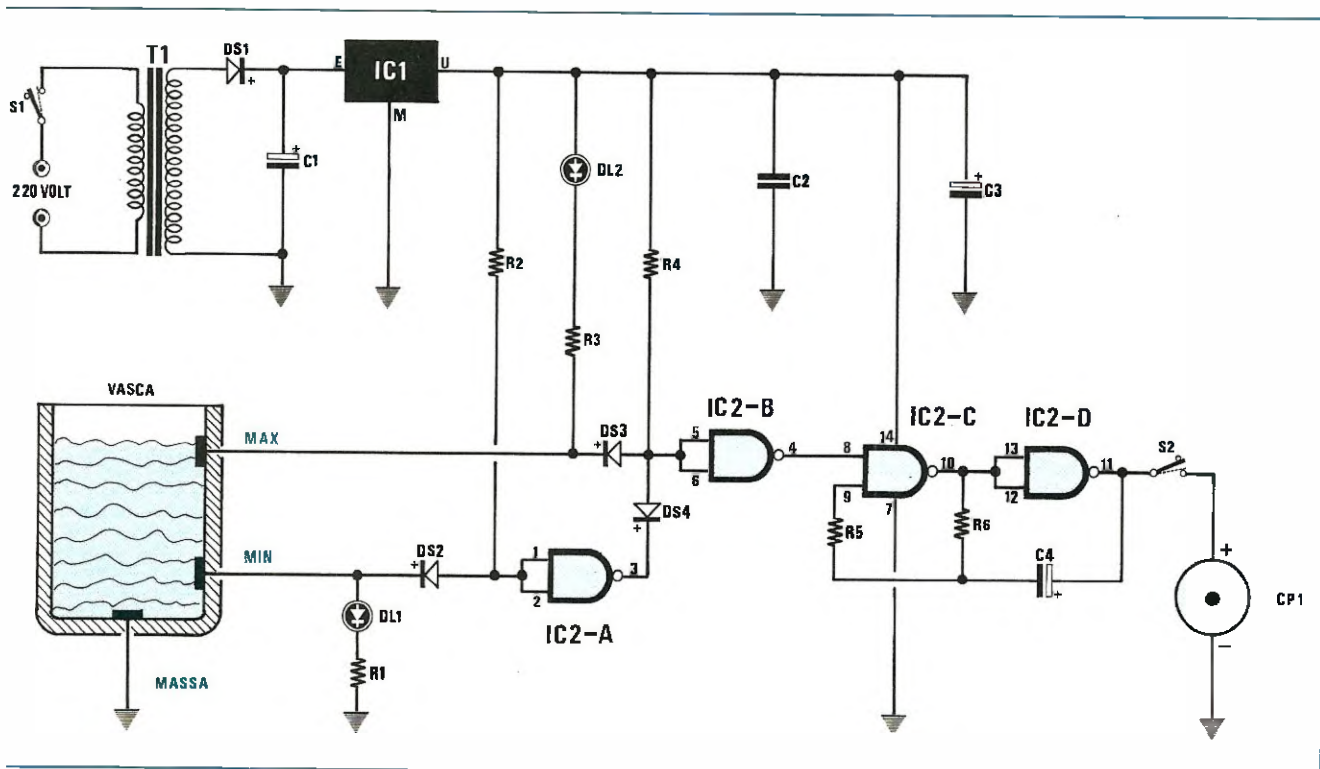 T1
DS1
+
E
IC1
U
M
S1
220 VOLT
+
C1
DL2
C2
+
C3
R2
R4
R3
VASCA
MAX
DS3
+
IC2-B
5
6
4
IC2-C
8
14
9
7
10
IC2-D
13
12
11
S2
DS4
+
R5
R6
C4
+
MIN
DS2
+
1
2
3
IC2-A
DL1
R1
MASSA
+
CP1
−